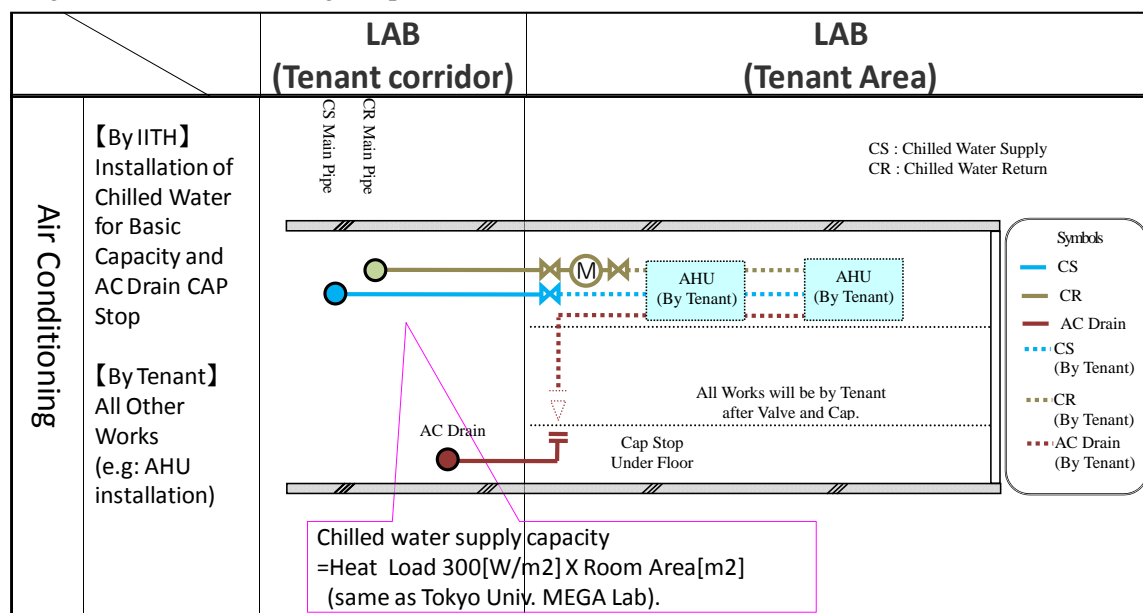 LAB
(Tenant corridor)
LAB
(Tenant Area)
Air Conditioning
【By IITH】
Installation of
Chilled Water
for Basic
Capacity and
AC Drain CAP
Stop
【By Tenant】
All Other
Works
(e.g: AHU
installation)
CS Main Pipe
CR Main Pipe
CS : Chilled Water Supply
CR : Chilled Water Return
M
AHU
(By Tenant)
AHU
(By Tenant)
All Works will be by Tenant
after Valve and Cap.
AC Drain
Cap Stop
Under Floor
Symbols
CS
CR
AC Drain
CS
(By Tenant)
CR
(By Tenant)
AC Drain
(By Tenant)
Chilled water supply capacity
=Heat Load 300[W/m2] X Room Area[m2]
(same as Tokyo Univ. MEGA Lab).